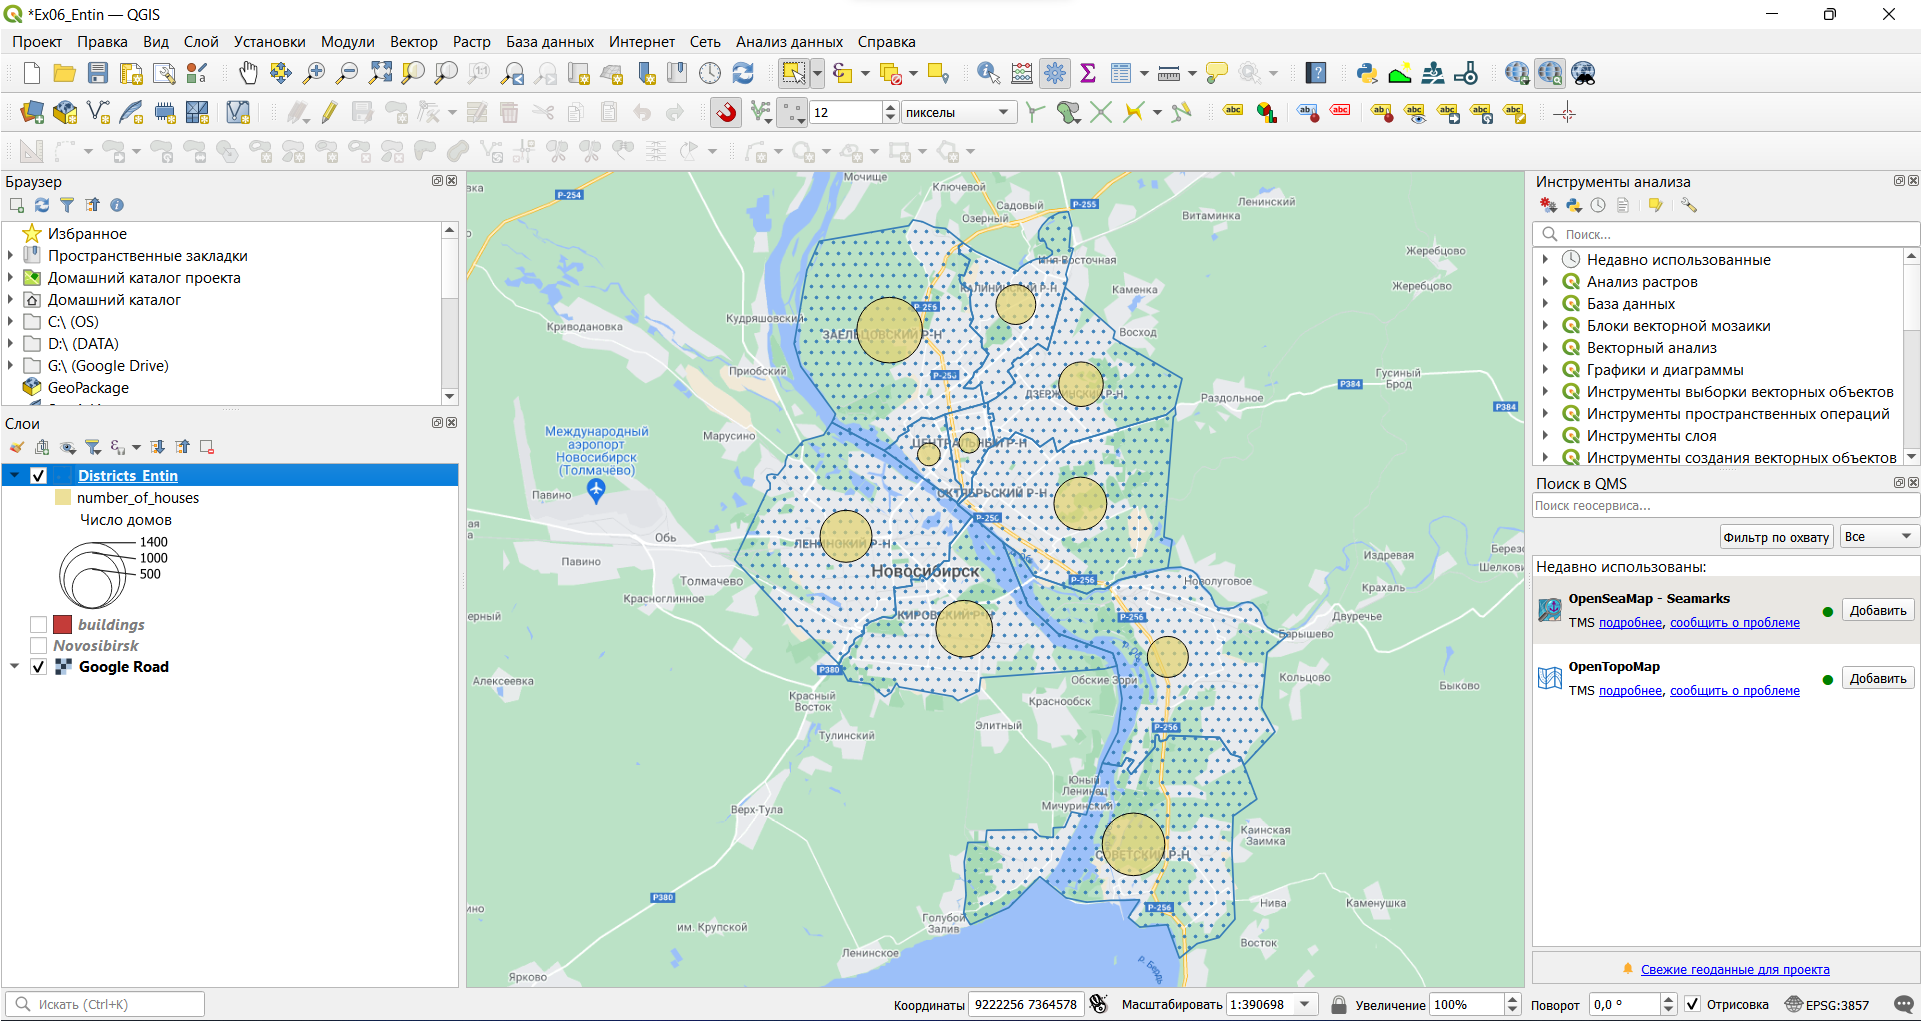 *Ex06_Entin — QGIS
Проект Правка Вид Слой Установки Модули Вектор Растр База данных Интернет Сеть Анализ данных Справка
12 пикселы
Браузер
Избранное
Пространственные закладки
Домашний каталог проекта
Домашний каталог
C:\ (OS)
D:\ (DATA)
G:\ (Google Drive)
GeoPackage
Слои
Districts_Entin
number_of_houses
Число домов
1400
1000
500
buildings
Novosibirsk
Google Road
Искать (Ctrl+K)
Мочище
Ключевой
Р-254
Садовый
Р-255
Озерный
Ленинский
Витаминка
Жеребцово
Каменка
Жеребцово
КАЛИНИНСКИЙ Р-Н
Р-256
Кудряшовский
Криводановка
ЗАЕЛЬЦОВСКИЙ Р-Н
Восход
Приобский
Гусиный
Брод
Р384
ДЗЕРЖИНСКИЙ Р-Н
Раздольное
Р384
Марусино
Международный
аэропорт
Новосибирск
(Толмачёво)
ЦЕНТРАЛЬНЫЙ Р-Н
Павино
ОКТЯБРЬСКИЙ Р-Н
Обь
ЛЕНИНСКИЙ Р-Н
Павино
Толмачево
Новосибирск
Р-256
Новолуговое
Издревая
Красноглинное
Крахаль
КИРОВСКИЙ Р-Н
Р-256
Двуречье
Барышево
Р380
Алексеевка
Обские Зори
Кольцово
Быково
Красный
Восток
Краснообск
Элитный
Р-256
Тулинский
Юный
Ленинец
Мичуринский
Верх-Тула
Каинская
Заимка
СОВЕТСКИЙ Р-Н
Р380
Р-256
Нива
Каменушка
Голубой
Залив
им. Крупской
Восток
Ленинское
Ярково
Инструменты анализа
Поиск...
Недавно использованные
Анализ растров
База данных
Блоки векторной мозаики
Векторный анализ
Графики и диаграммы
Инструменты выборки векторных объектов
Инструменты пространственных операций
Инструменты слоя
Инструменты создания векторных объектов
Поиск в QMS
Поиск геосервиса...
Фильтр по охвату Все
Недавно использованы:
OpenSeaMap - Seamarks
TMS подробнее, сообщить о проблеме Добавить
OpenTopoMap
TMS подробнее, сообщить о проблеме Добавить
Свежие геоданные для проекта
Координаты 9222256 7364578 Масштабировать 1:390698 Увеличение 100% Поворот 0,0 ° Отрисовка EPSG:3857